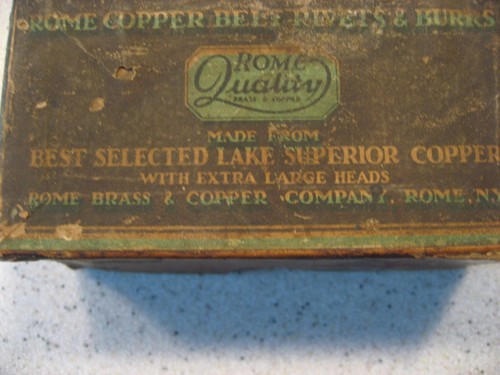 ROME COPPER BELT RIVETS & BURRS
ROME
Quality
BRASS & COPPER
MADE FROM
BEST SELECTED LAKE SUPERIOR COPPER
WITH EXTRA LARGE HEADS
ROME BRASS & COPPER COMPANY, ROME, N.Y